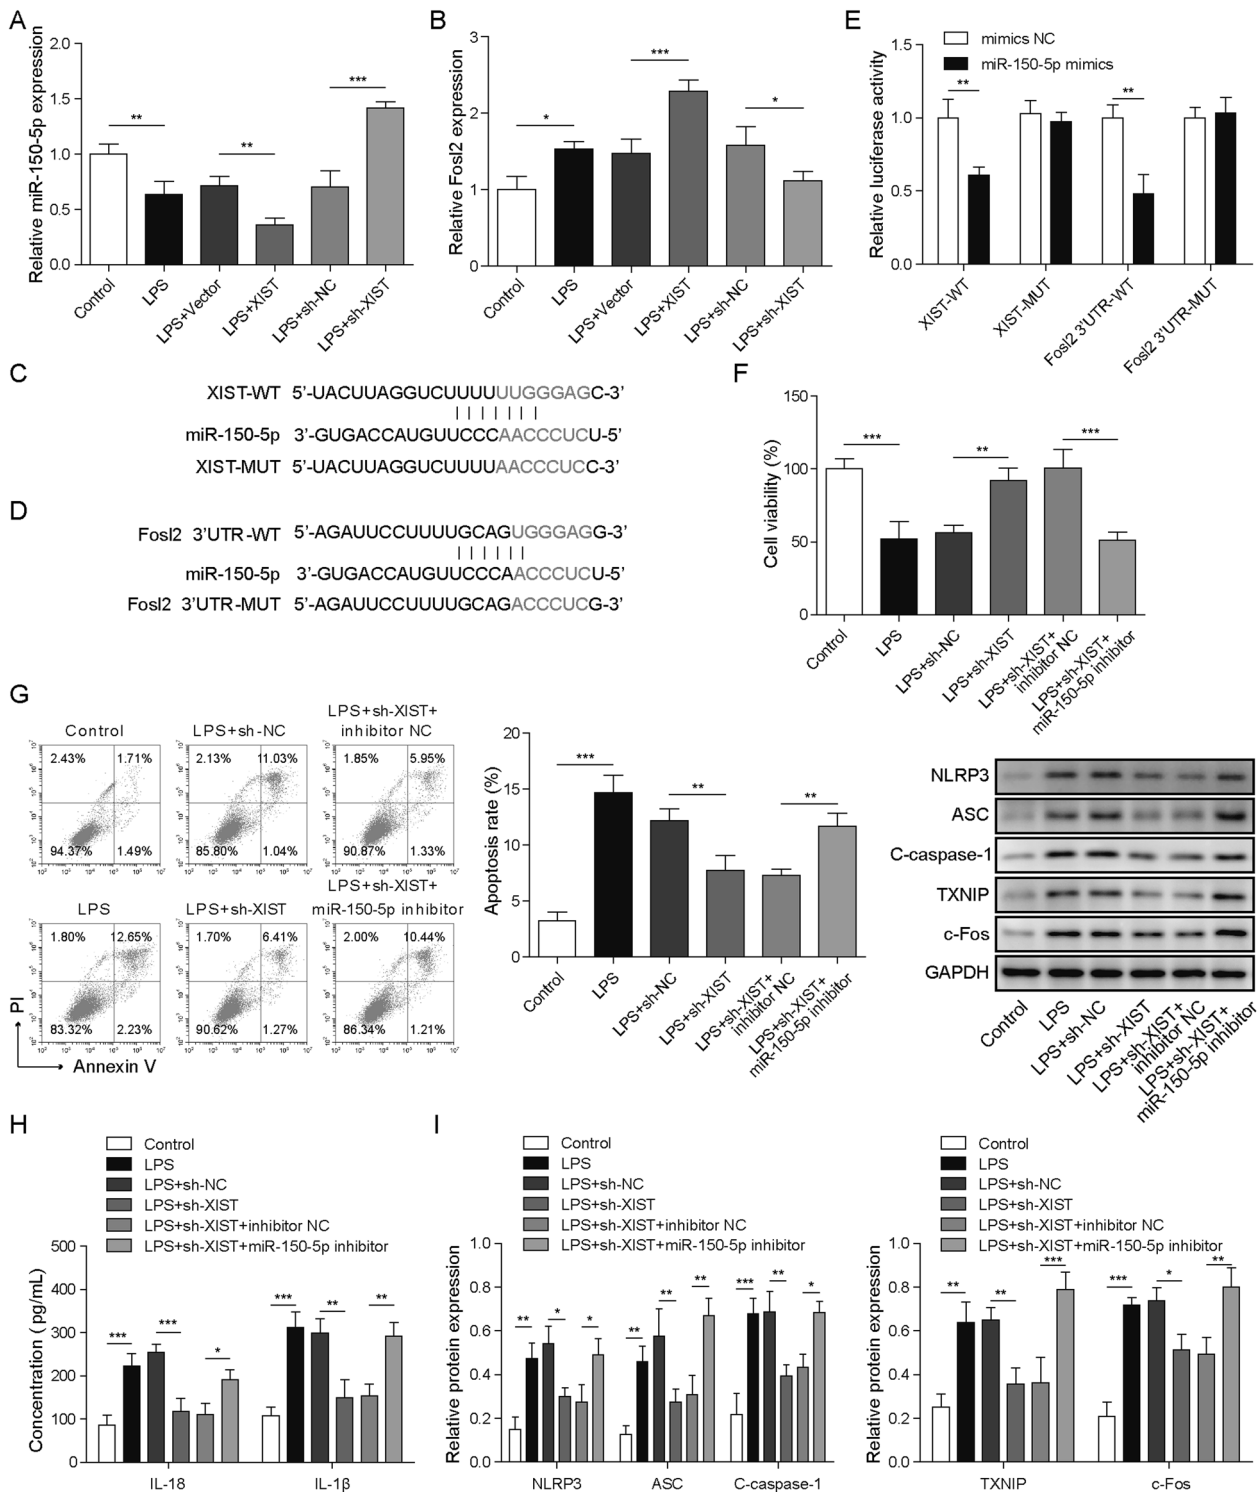 A
Relative miR-150-5p expression
2.0
1.5
1.0
0.5
0.0
**
**
***
Control
LPS
LPS+Vector
LPS+XIST
LPS+sh-NC
LPS+sh-XIST
B
Relative Fosl2 expression
3
2
1
0
*
***
*
Control
LPS
LPS+Vector
LPS+XIST
LPS+sh-NC
LPS+sh-XIST
E
mimics NC
miR-150-5p mimics
Relative luciferase activity
1.5
1.0
0.5
0.0
**
**
XIST-WT
XIST-MUT
Fosl2 3’UTR-WT
Fosl2 3’UTR-MUT
C
XIST-WT 5’-UACUUAGGUCUUUUUUGGGAGC-3’
miR-150-5p 3’-GUGACCAUGUUCCCAACCCUCU-5’
XIST-MUT 5’-UACUUAGGUCUUUUAACCCUCC-3’
D
Fosl2 3’UTR-WT 5’-AGAUUCCUUUUGCAGUGGGAGG-3’
miR-150-5p 3’-GUGACCAUGUUCCCAACCCUCU-5’
Fosl2 3’UTR-MUT 5’-AGAUUCCUUUUGCAGACCCUCG-3’
F
Cell viability (%)
150
100
50
0
***
**
***
Control
LPS
LPS+sh-NC
LPS+sh-XIST
LPS+sh-XIST+
inhibitor NC
LPS+sh-XIST+
miR-150-5p inhibitor
G
Control
2.43% 1.71%
94.37% 1.49%
LPS+sh-NC
2.13% 11.03%
85.80% 1.04%
LPS+sh-XIST+
inhibitor NC
1.85% 5.95%
90.87% 1.33%
LPS
1.80% 12.65%
83.32% 2.23%
LPS+sh-XIST
1.70% 6.41%
90.62% 1.27%
LPS+sh-XIST+
miR-150-5p inhibitor
2.00% 10.44%
86.34% 1.21%
PI
Annexin V
Apoptosis rate (%)
20
15
10
5
0
***
**
**
Control
LPS
LPS+sh-NC
LPS+sh-XIST
LPS+sh-XIST+
inhibitor NC
LPS+sh-XIST+
miR-150-5p inhibitor
NLRP3
ASC
C-caspase-1
TXNIP
c-Fos
GAPDH
Control
LPS
LPS+sh-NC
LPS+sh-XIST
LPS+sh-XIST+
inhibitor NC
LPS+sh-XIST+
miR-150-5p inhibitor
H
Control
LPS
LPS+sh-NC
LPS+sh-XIST
LPS+sh-XIST+inhibitor NC
LPS+sh-XIST+miR-150-5p inhibitor
Concentration ( pg/mL)
500
400
300
200
100
0
*** *** *
*** ** **
IL-18
IL-1β
I
Control
LPS
LPS+sh-NC
LPS+sh-XIST
LPS+sh-XIST+inhibitor NC
LPS+sh-XIST+miR-150-5p inhibitor
Relative protein expression
1.0
0.8
0.6
0.4
0.2
0.0
** * *
** ** **
*** ** *
NLRP3
ASC
C-caspase-1
Control
LPS
LPS+sh-NC
LPS+sh-XIST
LPS+sh-XIST+inhibitor NC
LPS+sh-XIST+miR-150-5p inhibitor
Relative protein expression
1.0
0.8
0.6
0.4
0.2
0.0
** ** ***
*** * **
TXNIP
c-Fos